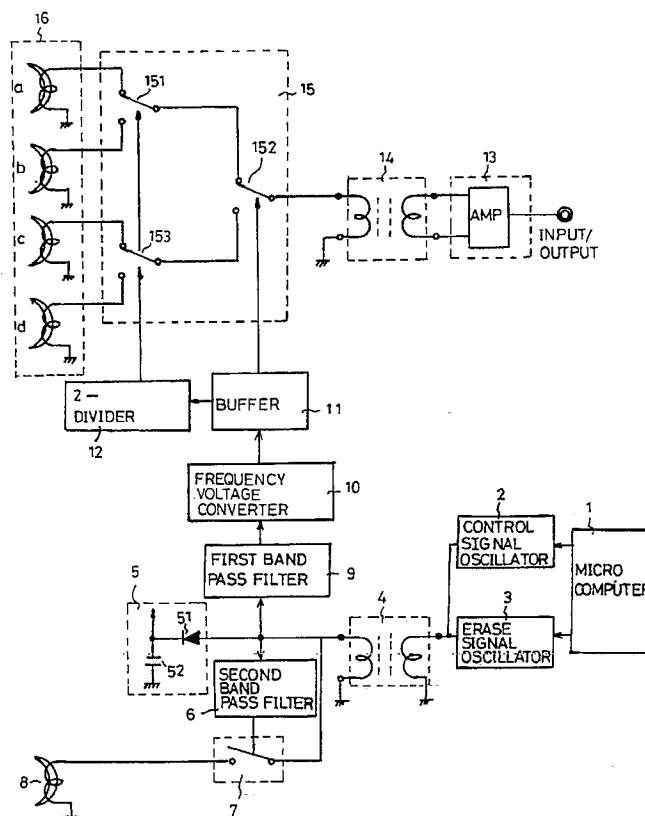 16
a
b
c
d
151
15
152
153
14
13
AMP
INPUT/
OUTPUT
2-
DIVIDER
12
BUFFER
11
FREQUENCY
VOLTAGE
CONVERTER
10
FIRST BAND
PASS FILTER
9
5
51
52
4
2
CONTROL
SIGNAL
OSCILLATOR
1
MICRO
COMPUTER
3
ERASE
SIGNAL
OSCILLATOR
SECOND
BAND
PASS FILTER
6
7
8